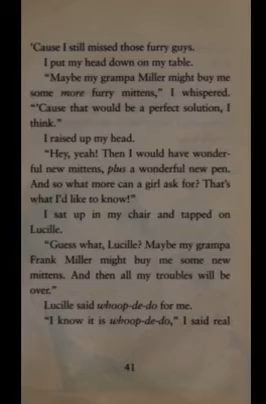 'Cause I still missed those furry guys.
I put my head down on my table.
"Maybe my grampa Miller might buy me
some more furry mittens," I whispered.
"'Cause that would be a perfect solution, I
think."
I raised up my head.
"Hey, yeah! Then I would have wonder-
ful new mittens, plus a wonderful new pen.
And so what more can a girl ask for? That's
what I'd like to know!"
I sat up in my chair and tapped on
Lucille.
"Guess what, Lucille? Maybe my grampa
Frank Miller might buy me some new
mittens. And then all my troubles will be
over."
Lucille said whoop-de-do for me.
"I know it is whoop-de-do," I said real
41